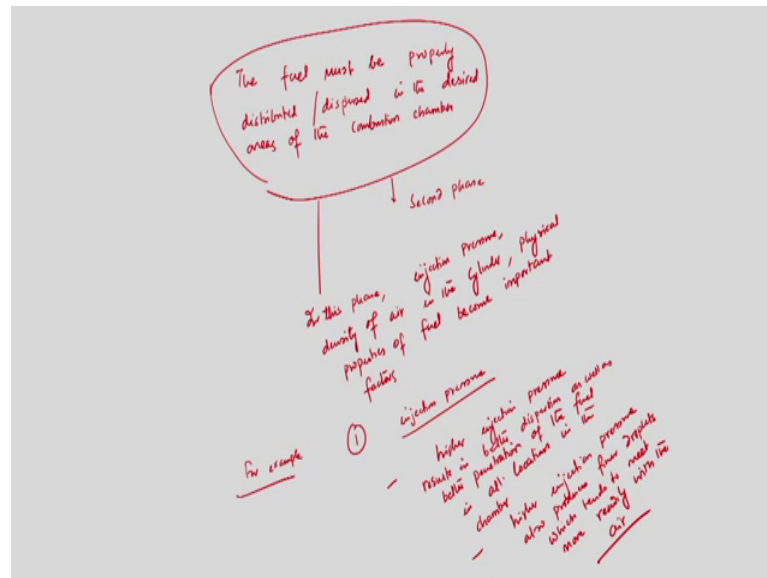 The fuel must be properly
distributed / dispersed in the desired
areas of the combustion chamber
Second phase
In this phase, injection pressure,
density of air in the cylinder, physical
properties of fuel become important
factors
For example
① injection pressure
- higher injection pressure
results in better dispersion as well as
better penetration of the fuel
in all locations in the
chamber
- higher injection pressure
also produces finer droplets
which tends to
more readily with the
air